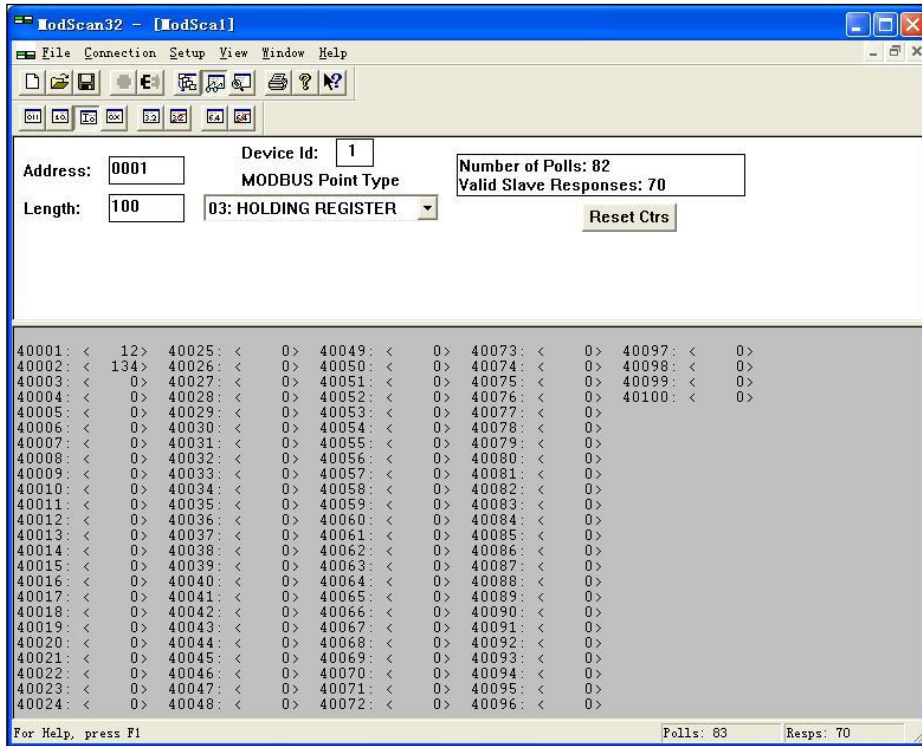 ModScan32 - [ModSca1]
File Connection Setup View Window Help
Address: 0001
Device Id: 1
MODBUS Point Type
Number of Polls: 82
Valid Slave Responses: 70
Length: 100
03: HOLDING REGISTER
Reset Ctrs
40001: < 12> 40025: < 0> 40049: < 0> 40073: < 0> 40097: < 0>
40002: < 134> 40026: < 0> 40050: < 0> 40074: < 0> 40098: < 0>
40003: < 0> 40027: < 0> 40051: < 0> 40075: < 0> 40099: < 0>
40004: < 0> 40028: < 0> 40052: < 0> 40076: < 0> 40100: < 0>
40005: < 0> 40029: < 0> 40053: < 0> 40077: < 0>
40006: < 0> 40030: < 0> 40054: < 0> 40078: < 0>
40007: < 0> 40031: < 0> 40055: < 0> 40079: < 0>
40008: < 0> 40032: < 0> 40056: < 0> 40080: < 0>
40009: < 0> 40033: < 0> 40057: < 0> 40081: < 0>
40010: < 0> 40034: < 0> 40058: < 0> 40082: < 0>
40011: < 0> 40035: < 0> 40059: < 0> 40083: < 0>
40012: < 0> 40036: < 0> 40060: < 0> 40084: < 0>
40013: < 0> 40037: < 0> 40061: < 0> 40085: < 0>
40014: < 0> 40038: < 0> 40062: < 0> 40086: < 0>
40015: < 0> 40039: < 0> 40063: < 0> 40087: < 0>
40016: < 0> 40040: < 0> 40064: < 0> 40088: < 0>
40017: < 0> 40041: < 0> 40065: < 0> 40089: < 0>
40018: < 0> 40042: < 0> 40066: < 0> 40090: < 0>
40019: < 0> 40043: < 0> 40067: < 0> 40091: < 0>
40020: < 0> 40044: < 0> 40068: < 0> 40092: < 0>
40021: < 0> 40045: < 0> 40069: < 0> 40093: < 0>
40022: < 0> 40046: < 0> 40070: < 0> 40094: < 0>
40023: < 0> 40047: < 0> 40071: < 0> 40095: < 0>
40024: < 0> 40048: < 0> 40072: < 0> 40096: < 0>
For Help, press F1
Polls: 83
Resps: 70